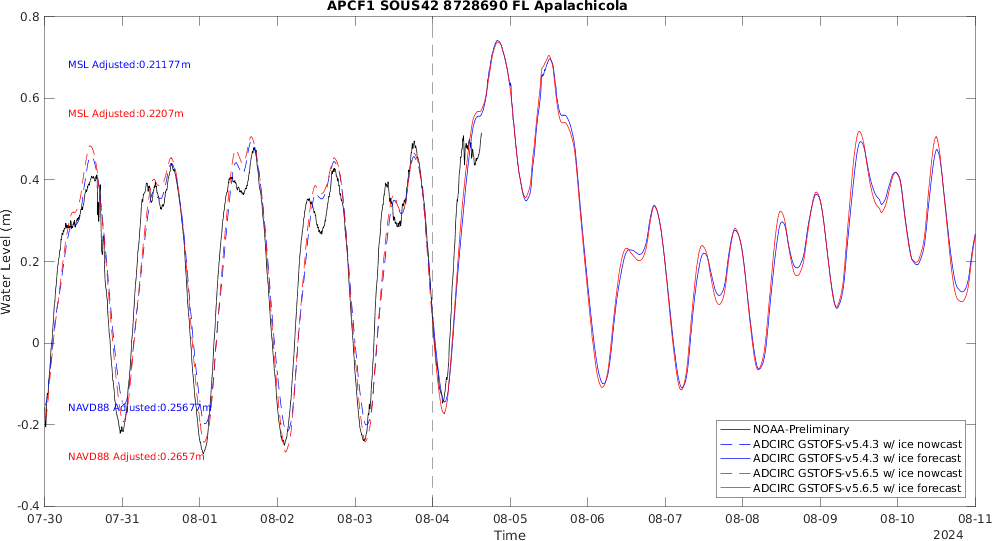 APCF1 SOUS42 8728690 FL Apalachicola
0.8
0.6
0.4
0.2
0
-0.2
-0.4
Water Level (m)
MSL Adjusted:0.21177m
MSL Adjusted:0.2207m
NAVD88 Adjusted:0.25677m
NAVD88 Adjusted:0.2657m
NOAA-Preliminary
ADCIRC GSTOFS-v5.4.3 w/ ice nowcast
ADCIRC GSTOFS-v5.4.3 w/ ice forecast
ADCIRC GSTOFS-v5.6.5 w/ ice nowcast
ADCIRC GSTOFS-v5.6.5 w/ ice forecast
07-30 07-31 08-01 08-02 08-03 08-04 08-05 08-06 08-07 08-08 08-09 08-10 08-11
Time
2024